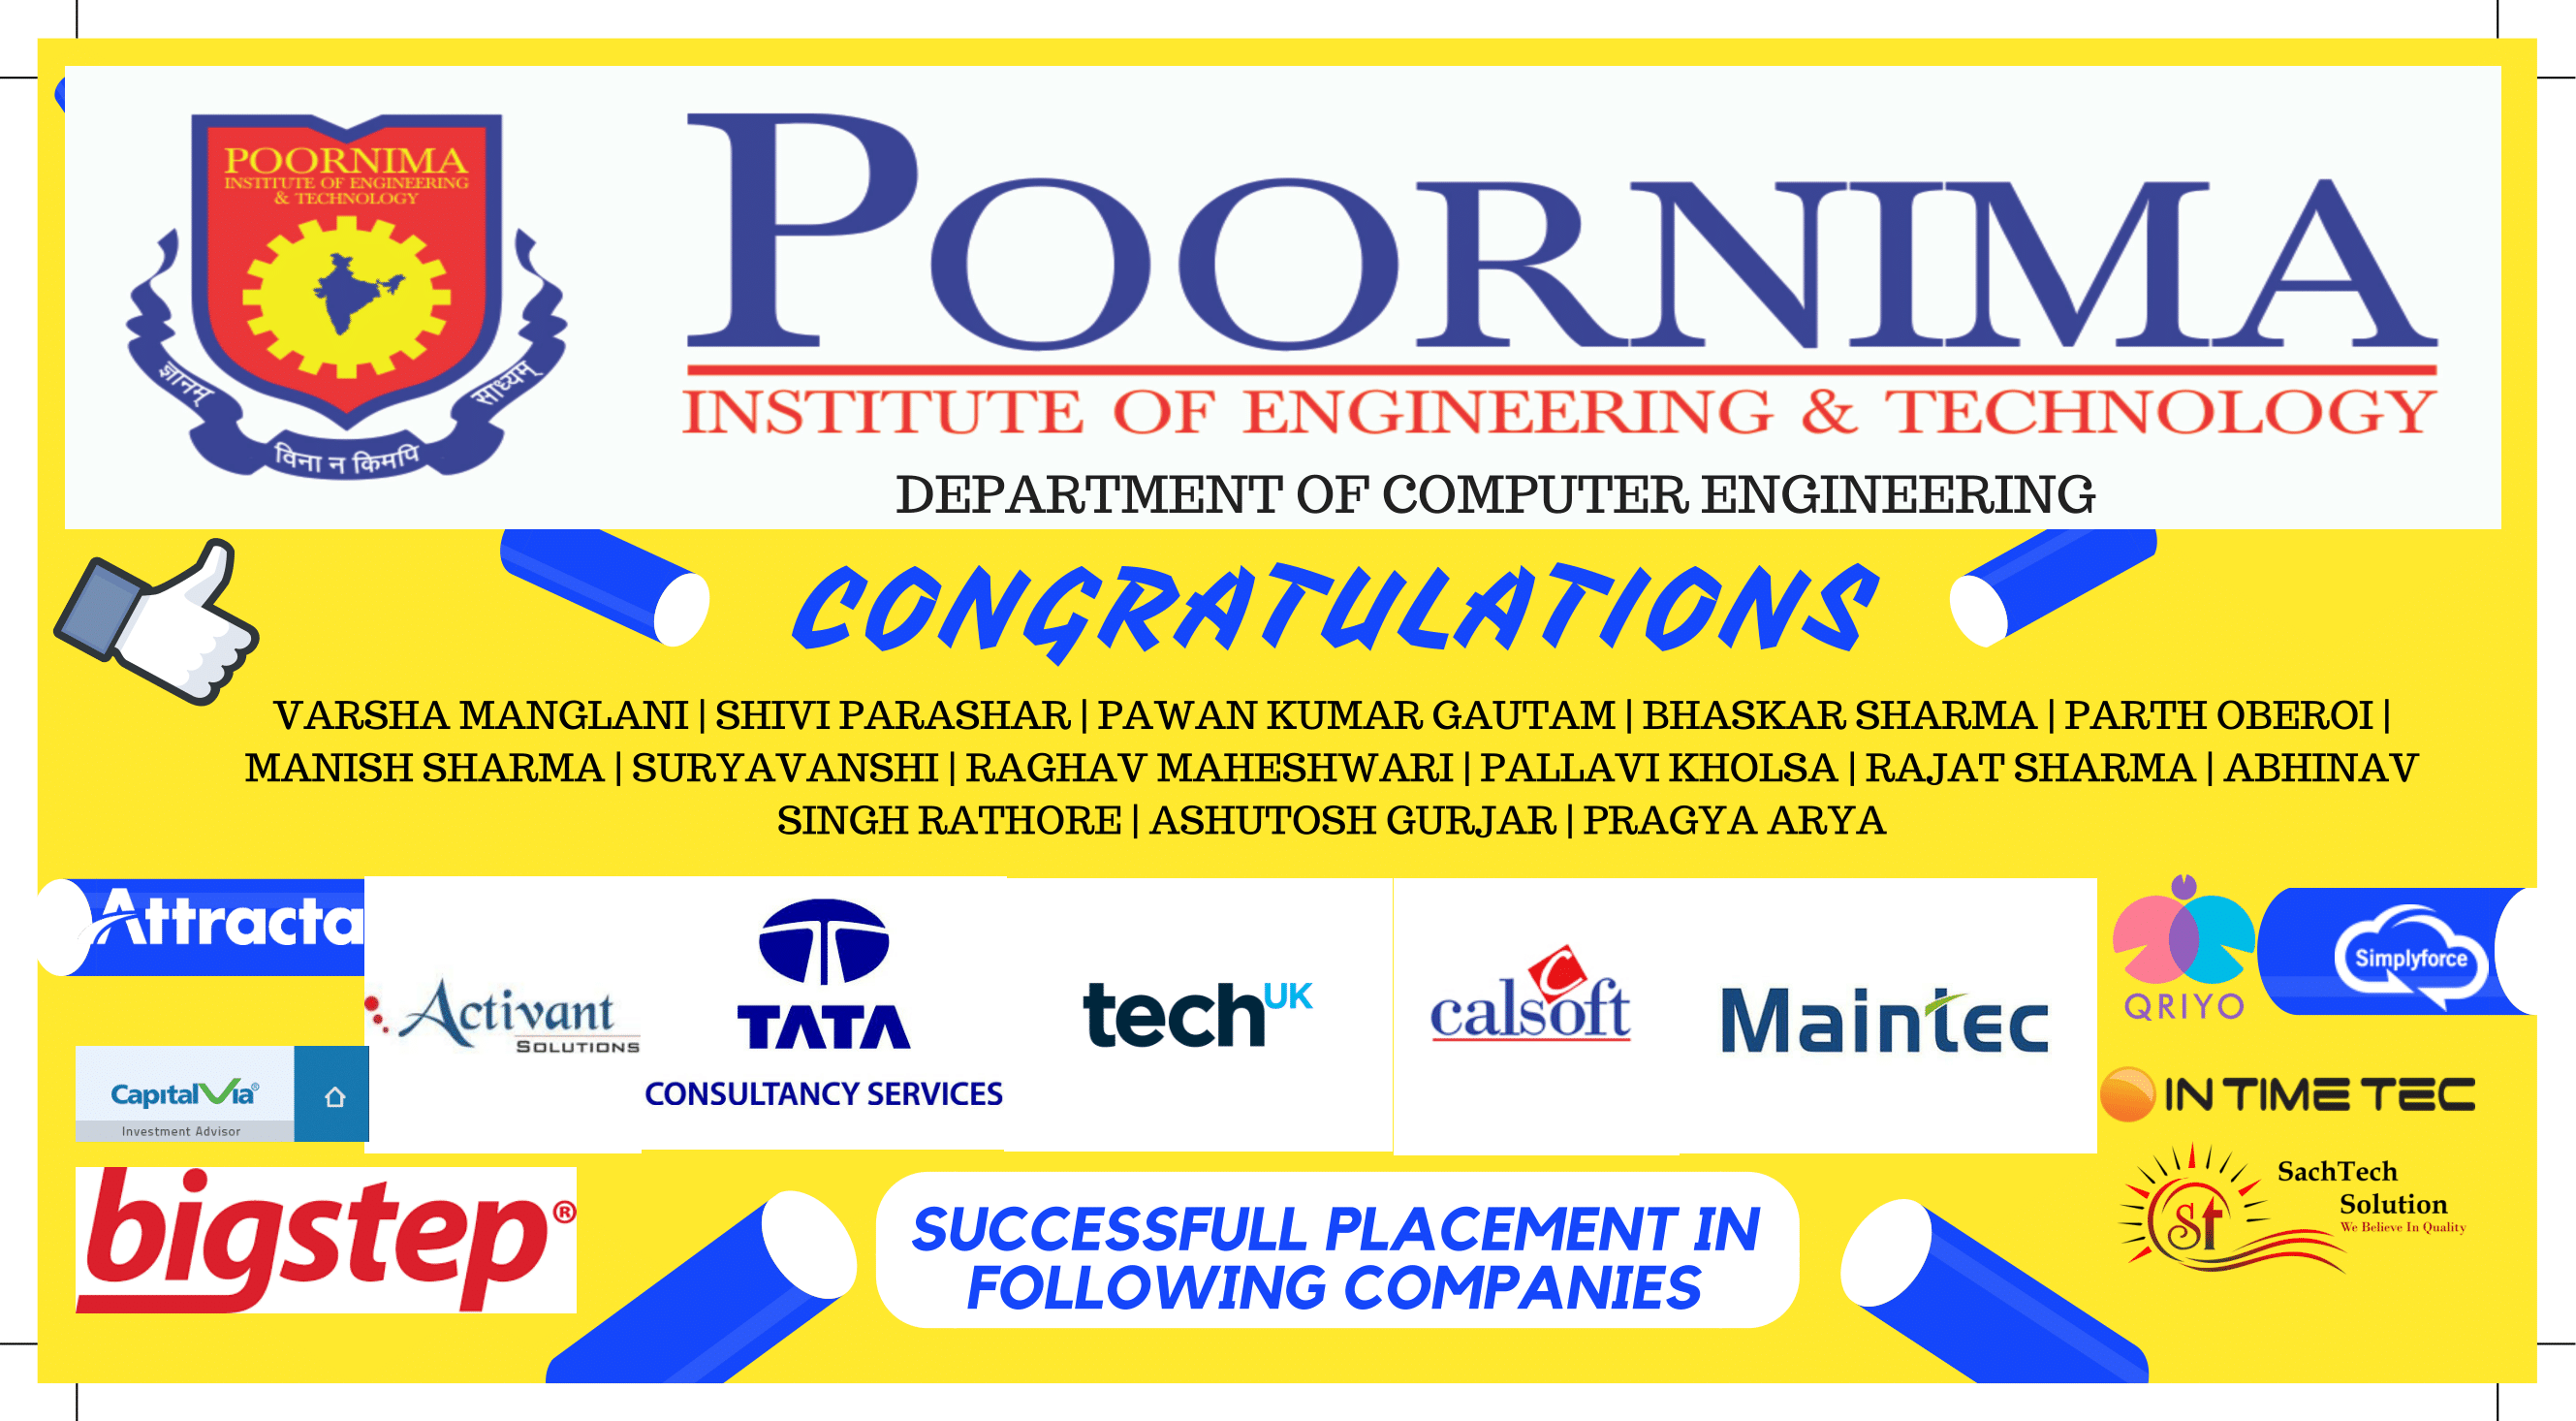 POORNIMA
INSTITUTE OF ENGINEERING
& TECHNOLOGY
ज्ञानम्
विना न किमपि
साध्यम्
POORNIMA
INSTITUTE OF ENGINEERING & TECHNOLOGY
DEPARTMENT OF COMPUTER ENGINEERING
CONGRATULATIONS
VARSHA MANGLANI | SHIVI PARASHAR | PAWAN KUMAR GAUTAM | BHASKAR SHARMA | PARTH OBEROI |
MANISH SHARMA | SURYAVANSHI | RAGHAV MAHESHWARI | PALLAVI KHOLSA | RAJAT SHARMA | ABHINAV
SINGH RATHORE | ASHUTOSH GURJAR | PRAGYA ARYA
Attracta
Activant
SOLUTIONS
TATA
CONSULTANCY SERVICES
techUK
C
calsoft
Maintec
QRIYO
Simplyforce
CapitalVia®
Investment Advisor
IN TIME TEC
bigstep®
St
SachTech
Solution
We Believe In Quality
SUCCESSFULL PLACEMENT IN
FOLLOWING COMPANIES